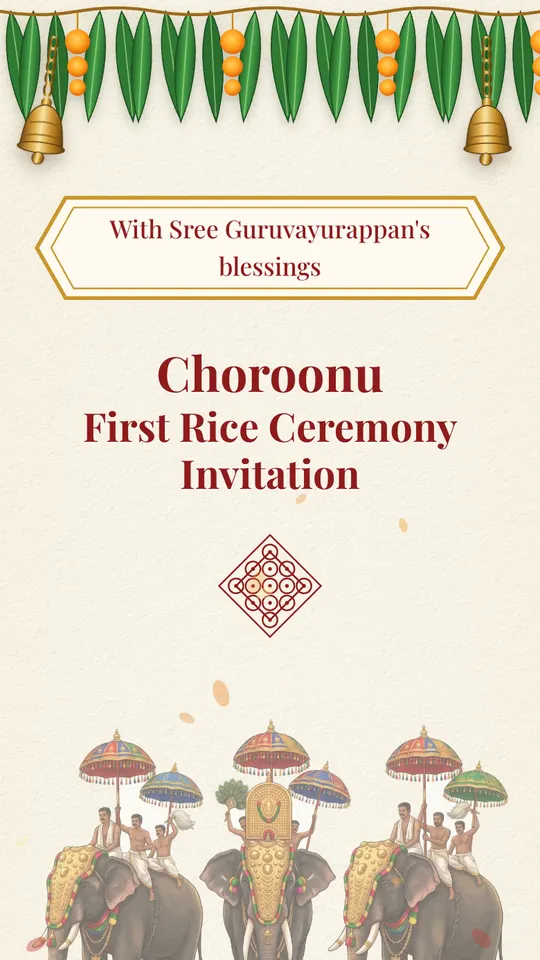 With Sree Guruvayurappan's
blessings
Choroonu
First Rice Ceremony
Invitation